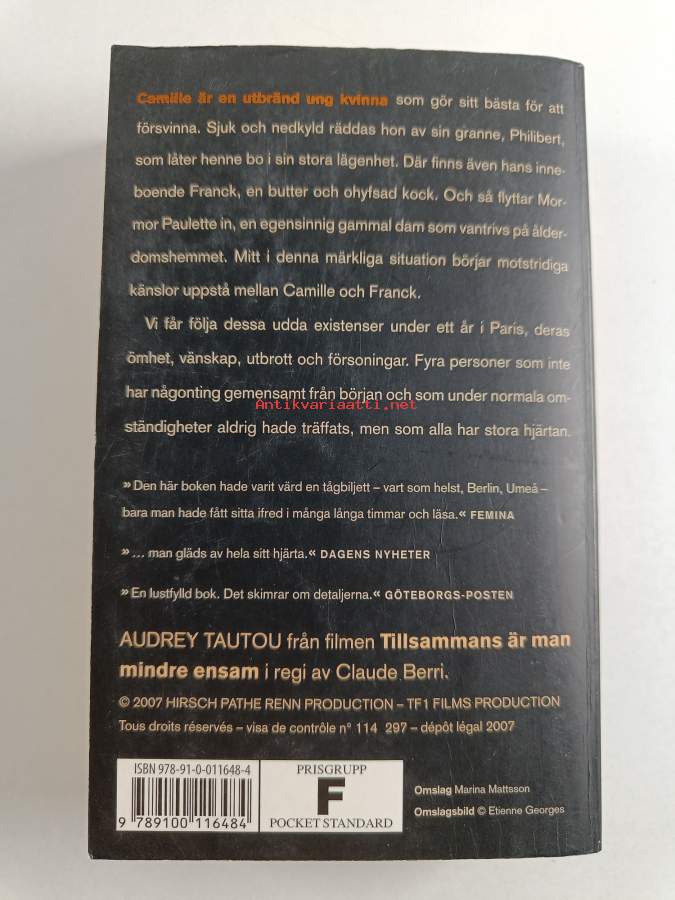 Camille är en utbränd ung kvinna som gör sitt bästa för att
försvinna. Sjuk och nedkyld räddas hon av sin granne, Philibert,
som låter henne bo i sin stora lägenhet. Där finns även hans inne-
boende Franck, en butter och ohyfsad kock. Och så flyttar Mor-
mor Paulette in, en egensinnig gammal dam som vantrivs på ålder-
domshemmet. Mitt i denna märkliga situation börjar motstridiga
känslor uppstå mellan Camille och Franck.
Vi får följa dessa udda existenser under ett år i Paris, deras
ömhet, vänskap, utbrott och försoningar. Fyra personer som inte
har någonting gemensamt från början och som under normala om-
Antikvariaatti.net
ständigheter aldrig hade träffats, men som alla har stora hjärtan.
»Den här boken hade varit värd en tågbiljett – vart som helst, Berlin, Umeå –
bara man hade fått sitta ifred i många långa timmar och läsa.« FEMINA
»... man gläds av hela sitt hjärta.« DAGENS NYHETER
»En lustfylld bok. Det skimrar om detaljerna.« GÖTEBORGS-POSTEN
AUDREY TAUTOU från filmen Tillsammans är man
mindre ensam i regi av Claude Berri.
© 2007 HIRSCH PATHE RENN PRODUCTION – TF1 FILMS PRODUCTION
Tous droits réservés – visa de contrôle n° 114 297 – dépôt légal 2007
ISBN 978-91-0-011648-4
9 789100 116484
PRISGRUPP
F
POCKET STANDARD
Omslag Marina Mattsson
Omslagsbild © Etienne Georges